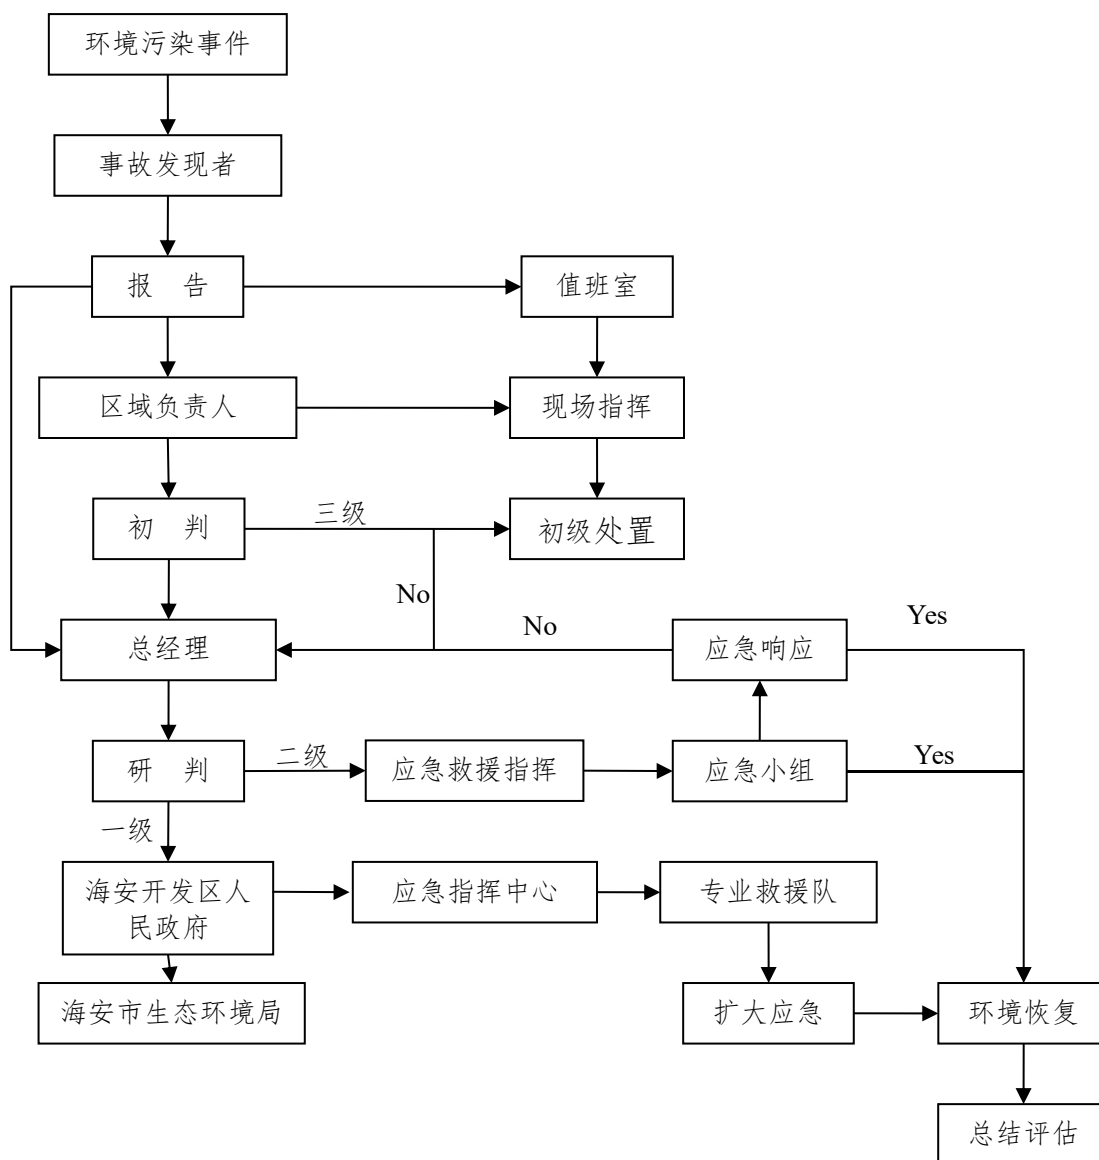 环境污染事件
事故发现者
报 告
值班室
区域负责人
现场指挥
初 判
三级
初级处置
No
总经理
No
应急响应
Yes
研 判
二级
应急救援指挥
应急小组
Yes
一级
海安开发区人
民政府
应急指挥中心
专业救援队
海安市生态环境局
扩大应急
环境恢复
总结评估